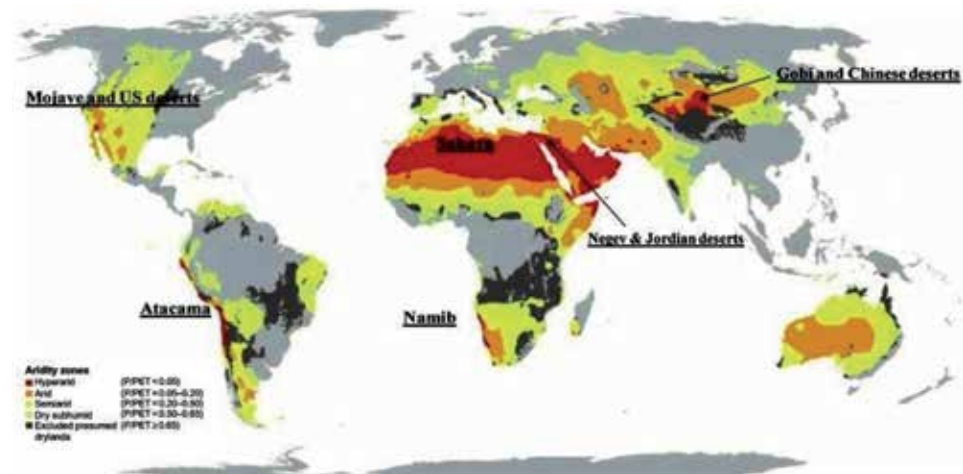 Gobi and Chinese deserts
Mojave and US deserts
Sahara
Negev & Jordian deserts
Atacama
Namib
Aridity zones
Hyperarid (P/PET < 0.05)
Arid (P/PET = 0.05–0.20)
Semiarid (P/PET = 0.20–0.50)
Dry subhumid (P/PET = 0.50–0.65)
Excluded presumed (P/PET ≥ 0.65)
drylands